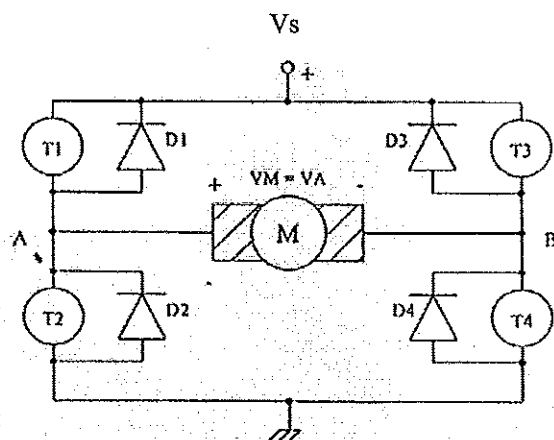 Vs
+
T1 D1 D3 T3
+ VM = VA -
M
A B
T2 D2 D4 T4